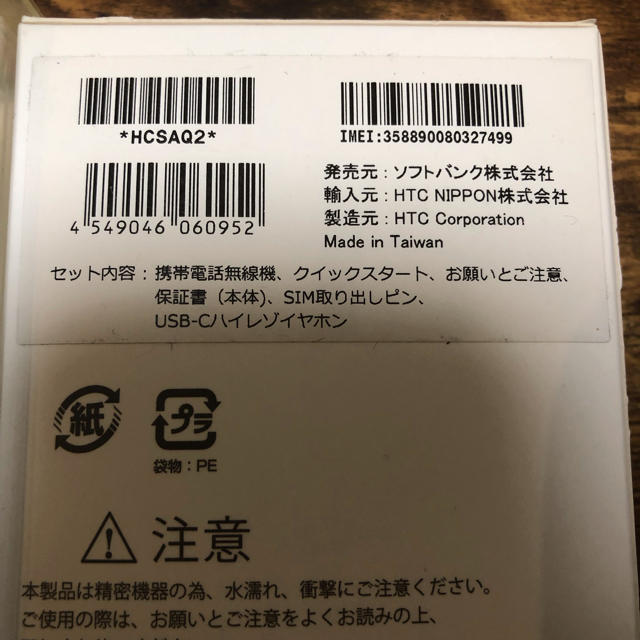 *HCSAQ2*
IMEI:358890080327499
4 549046 060952
発売元：ソフトバンク株式会社
輸入元：HTC NIPPON株式会社
製造元：HTC Corporation
Made in Taiwan
セット内容：携帯電話無線機、クイックスタート、お願いとご注意、
保証書（本体）、SIM取り出しピン、
USB-Cハイレゾイヤホン
紙
プラ
袋物：PE
注意
本製品は精密機器の為、水濡れ、衝撃にご注意ください。
ご使用の際は、お願いとご注意をよくお読みの上、